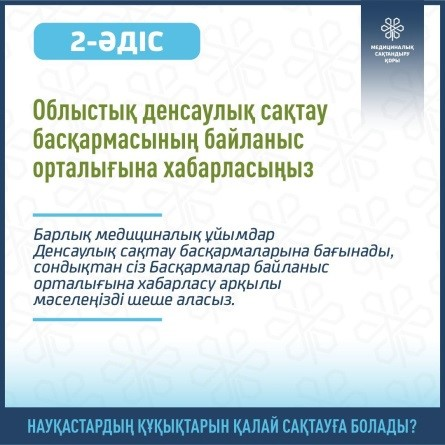 2-ӘДІС
МЕДИЦИНАЛЫҚ
САҚТАНДЫРУ
ҚОРЫ
Облыстық денсаулық сақтау
басқармасының байланыс
орталығына хабарласыңыз
Барлық медициналық ұйымдар
Денсаулық сақтау басқармаларына бағынады,
сондықтан сіз Басқармалар байланыс
орталығына хабарласу арқылы
мәселеңізді шеше аласыз.
НАУҚАСТАРДЫҢ ҚҰҚЫҚТАРЫН ҚАЛАЙ САҚТАУҒА БОЛАДЫ?